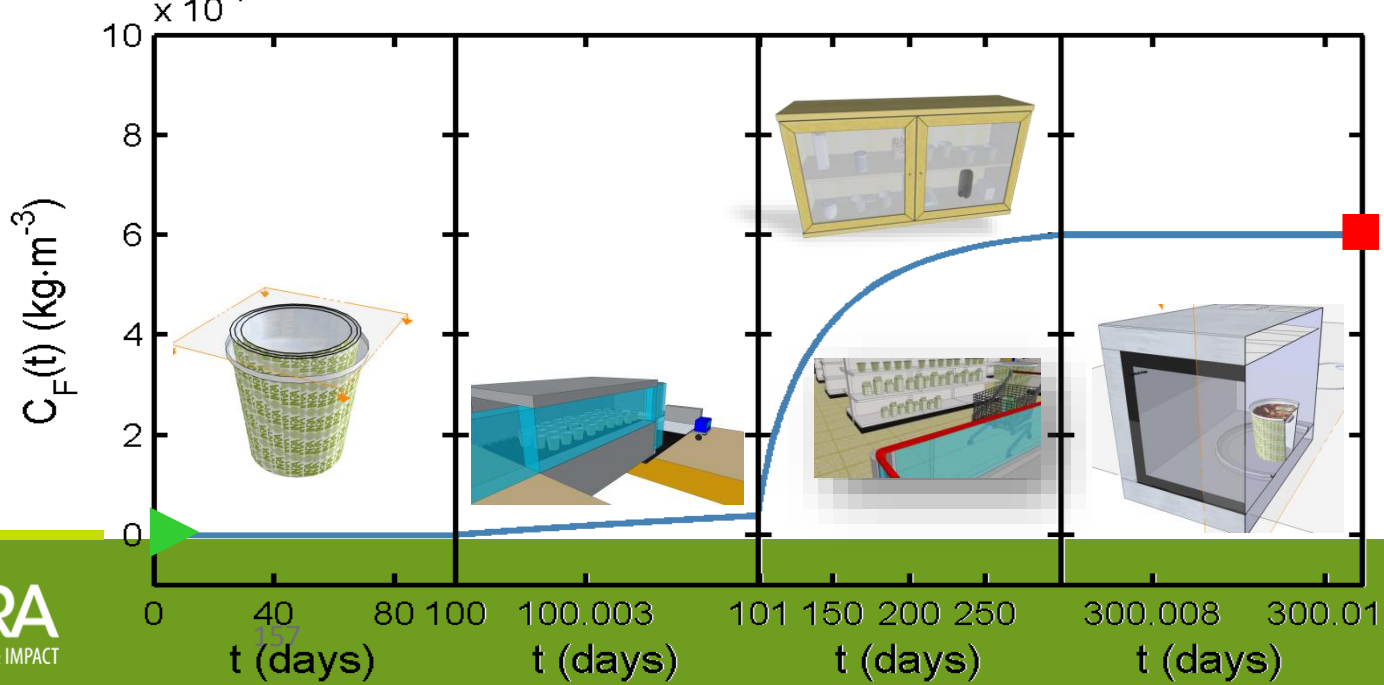 x 10
10
8
6
4
2
0
C_F(t) (kg·m⁻³)
0 40 80 100 100.003 101 150 200 250 300.008 300.01
157
t (days) t (days) t (days) t (days)
RA
& IMPACT